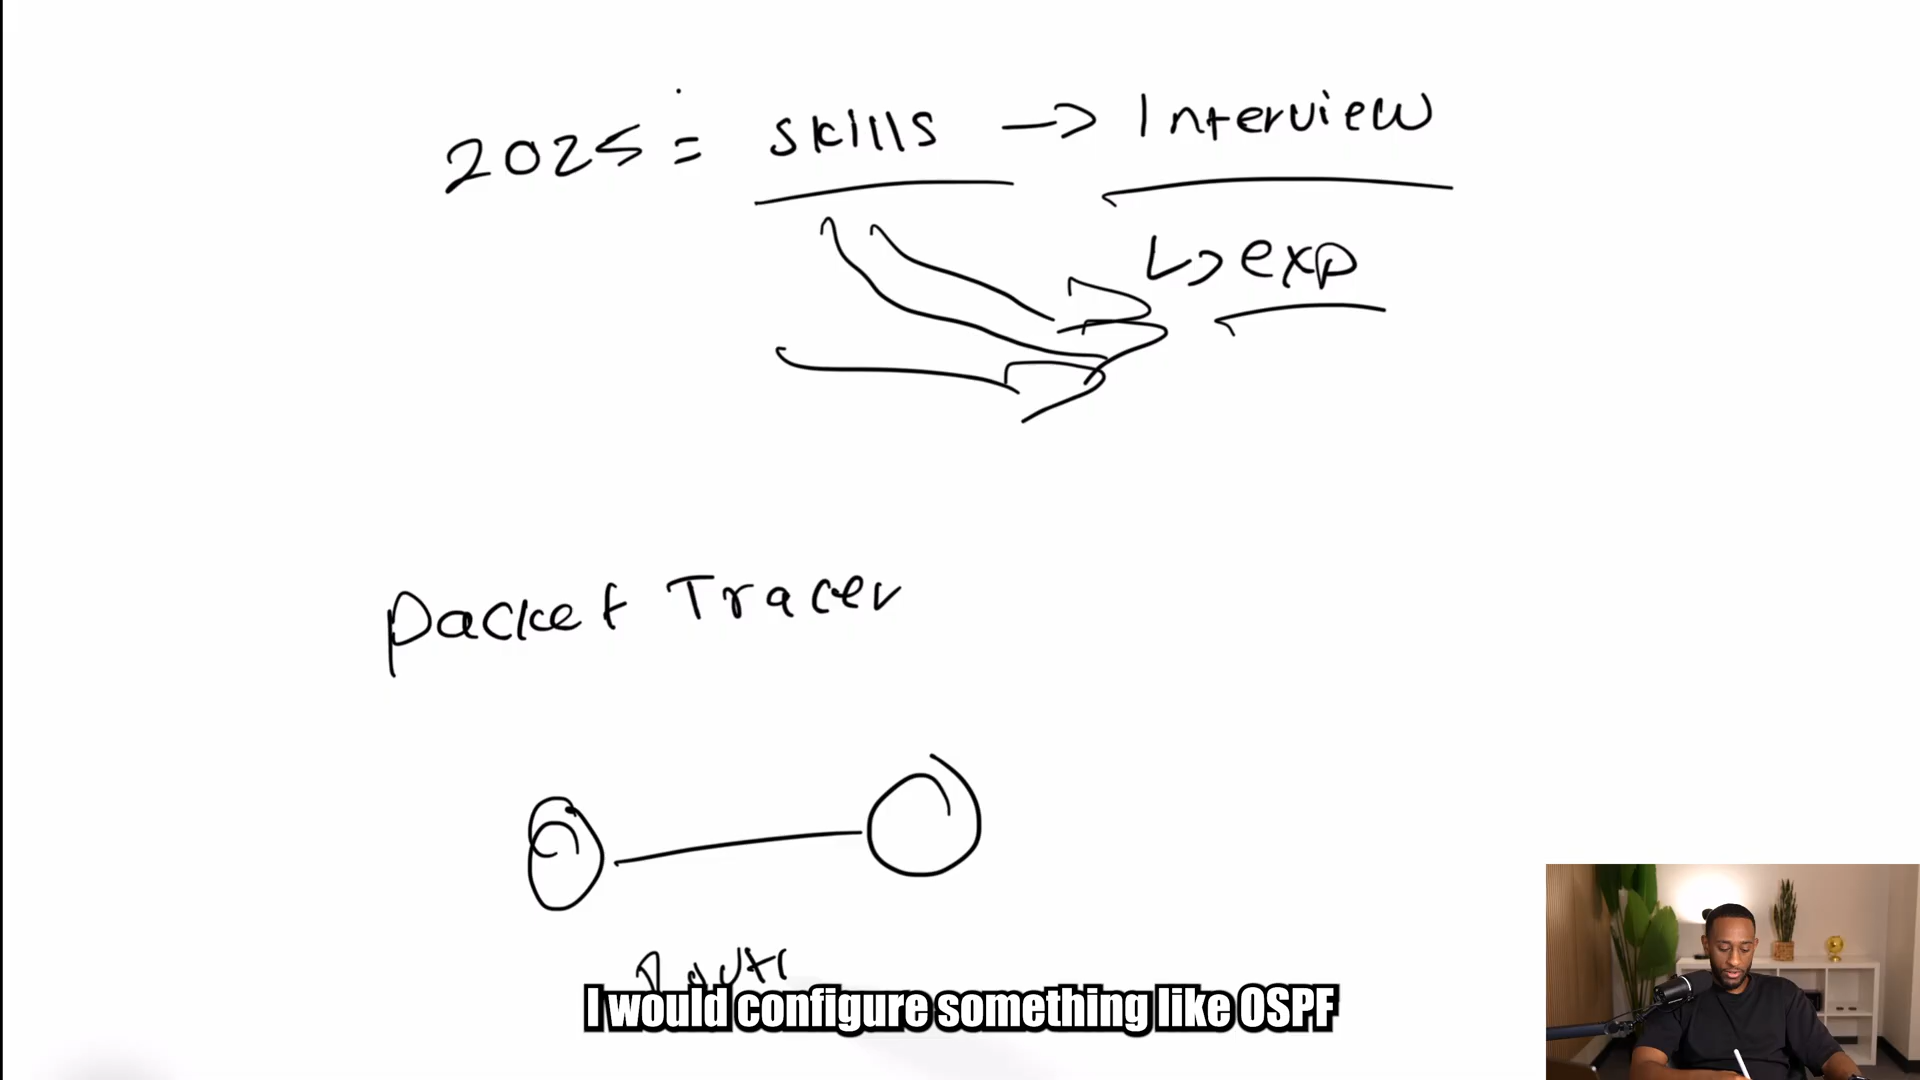 2025 = skills -> Interview
↳ exp
packet Tracer
I would configure something like OSPF